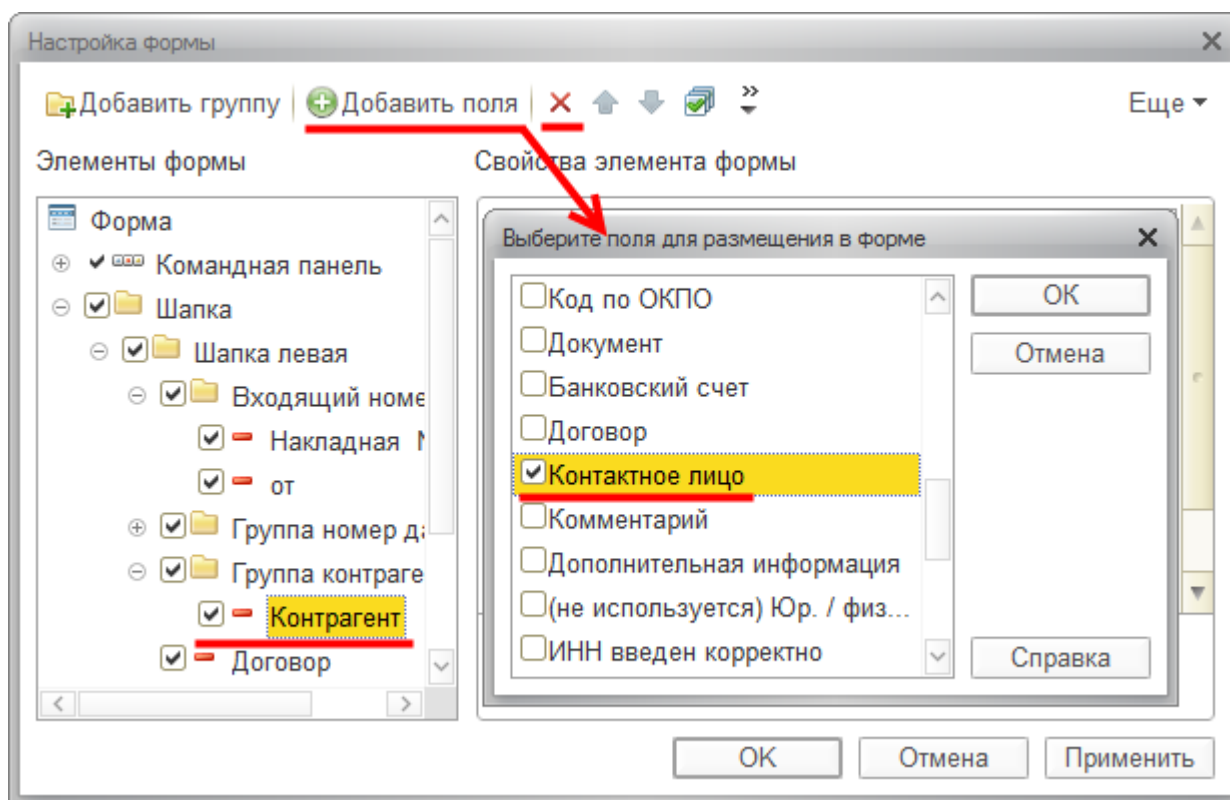 Настройка формы
Добавить группу Добавить поля Еще
Элементы формы Свойства элемента формы
Форма
Командная панель
Шапка
Шапка левая
Входящий номе
Накладная N
от
Группа номер да
Группа контраге
Контрагент
Договор
Выберите поля для размещения в форме
Код по ОКПО
Документ
Банковский счет
Договор
Контактное лицо
Комментарий
Дополнительная информация
(не используется) Юр. / физ...
ИНН введен корректно
ОК
Отмена
Справка
ОК Отмена Применить